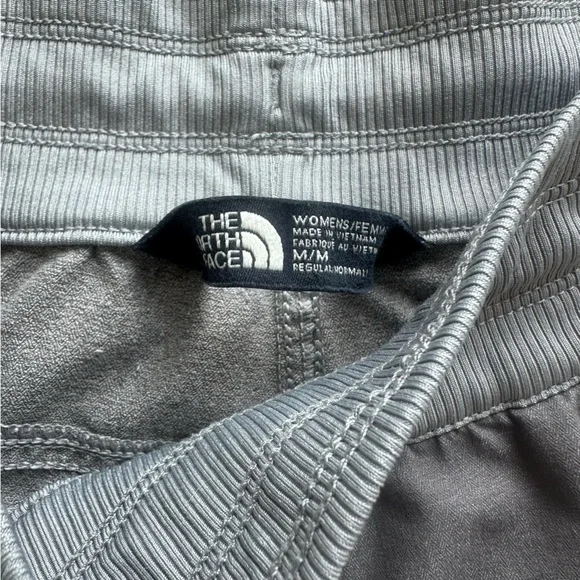 THE
NORTH
FACE
WOMENS/FEMM
MADE IN VIETNAM
FABRIQUE AU VIETN
M/M
REGULAR/NORMAL